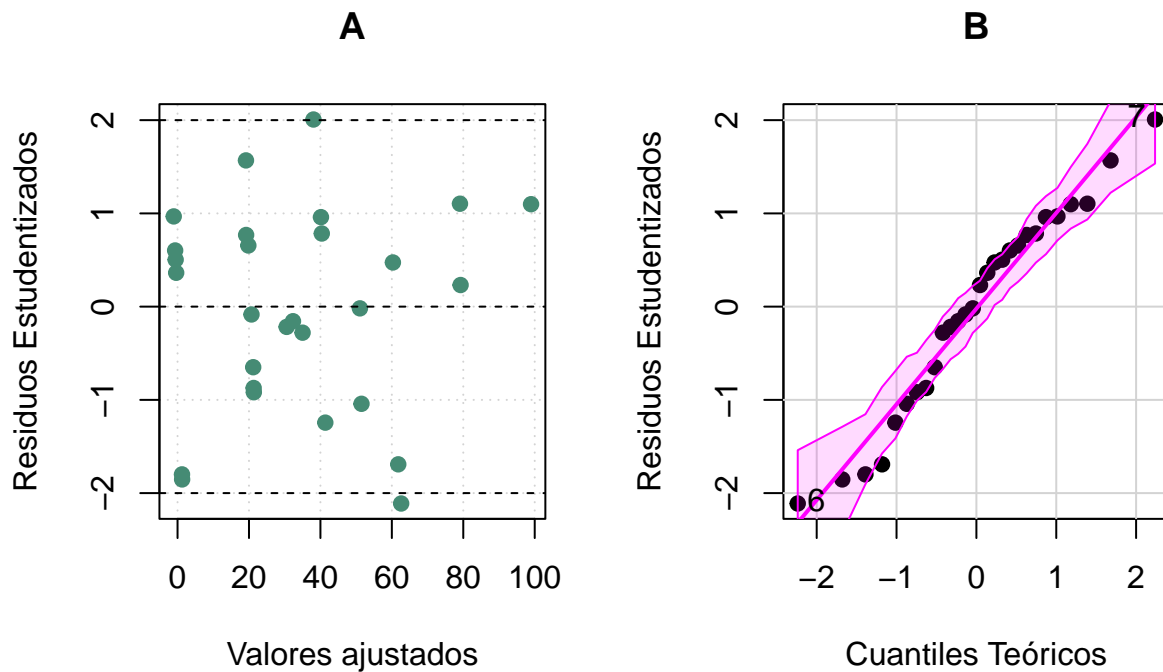 A
Residuos Estudentizados
2
1
0
−1
−2
0 20 40 60 80 100
Valores ajustados
B
Residuos Estudentizados
2
1
0
−1
−2
7
6
−2 −1 0 1 2
Cuantiles Teóricos